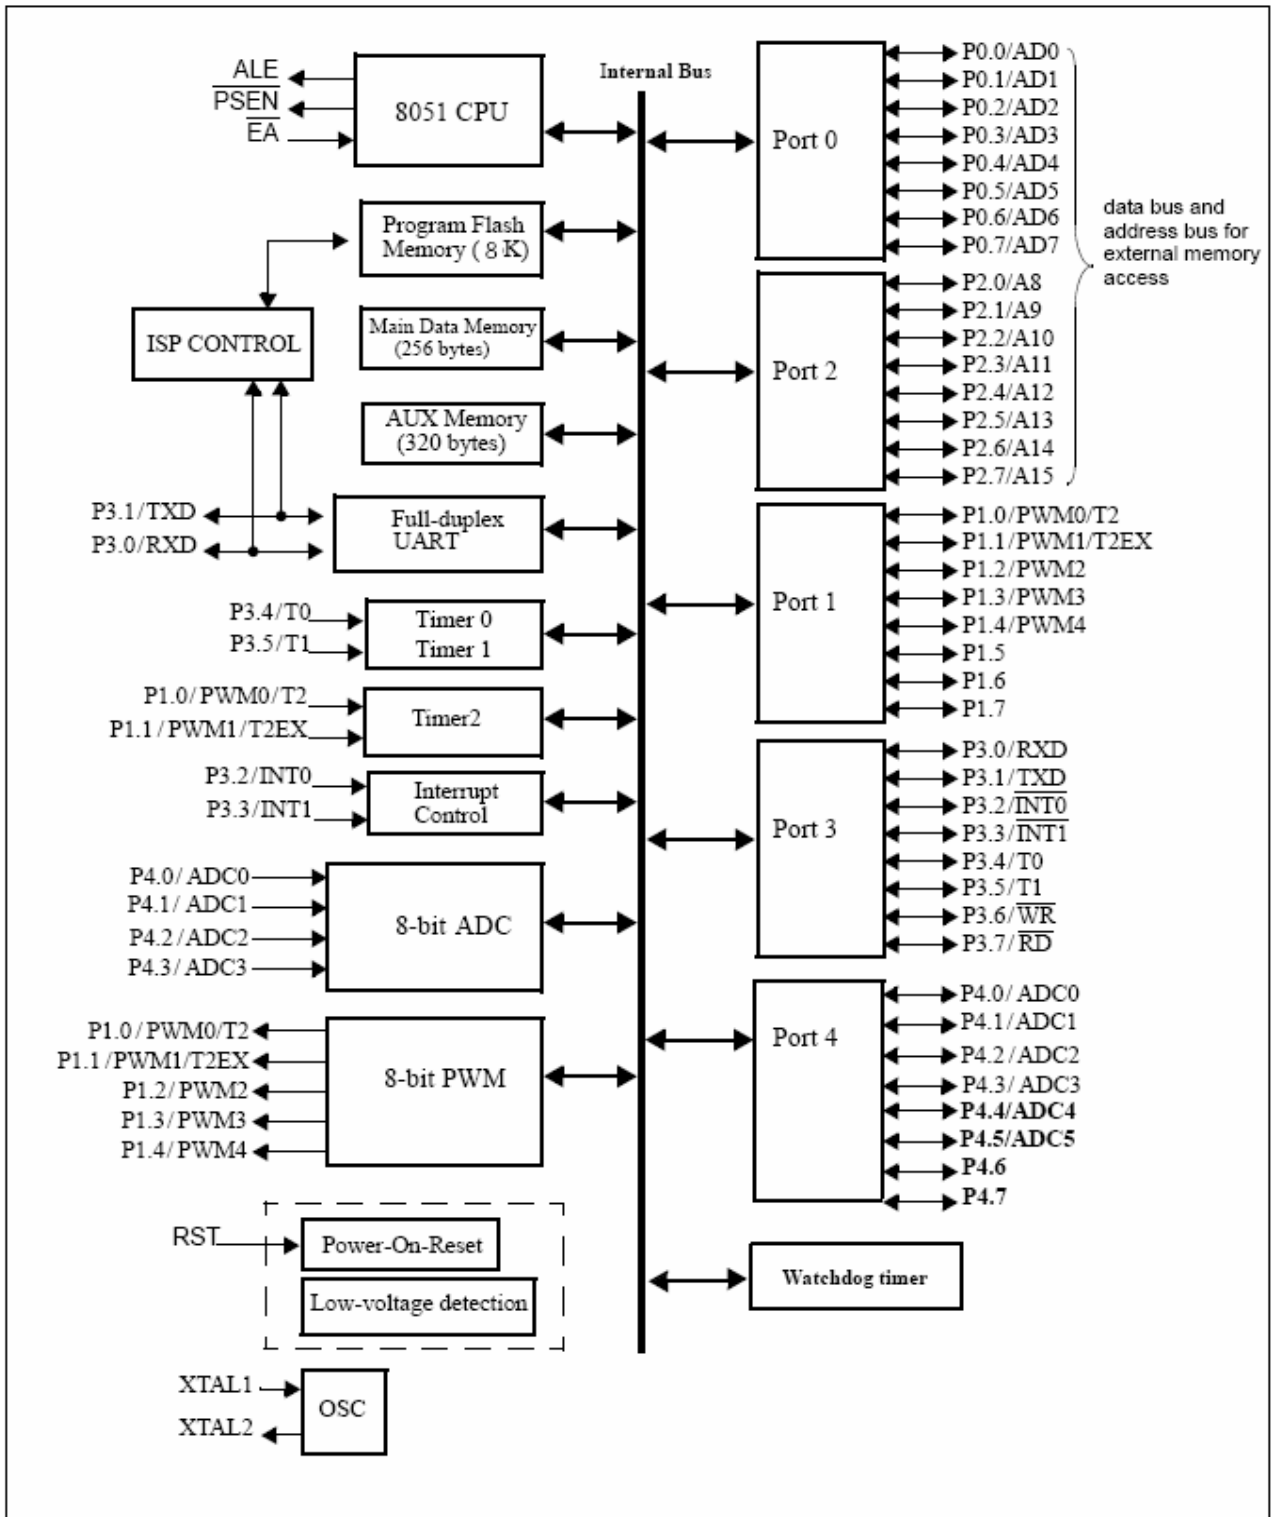 ALE
PSEN
EA
8051 CPU
Internal Bus
Program Flash
Memory ( 8 K)
ISP CONTROL
Main Data Memory
(256 bytes)
AUX Memory
(320 bytes)
P3.1/TXD
P3.0/RXD
Full-duplex
UART
P3.4/T0
P3.5/T1
Timer 0
Timer 1
P1.0/PWM0/T2
P1.1/PWM1/T2EX
Timer2
P3.2/INT0
P3.3/INT1
Interrupt
Control
P4.0/ADC0
P4.1/ADC1
P4.2/ADC2
P4.3/ADC3
8-bit ADC
P1.0/PWM0/T2
P1.1/PWM1/T2EX
P1.2/PWM2
P1.3/PWM3
P1.4/PWM4
8-bit PWM
RST
Power-On-Reset
Low-voltage detection
XTAL1
XTAL2
OSC
Port 0
P0.0/AD0
P0.1/AD1
P0.2/AD2
P0.3/AD3
P0.4/AD4
P0.5/AD5
P0.6/AD6
P0.7/AD7
data bus and
address bus for
external memory
access
Port 2
P2.0/A8
P2.1/A9
P2.2/A10
P2.3/A11
P2.4/A12
P2.5/A13
P2.6/A14
P2.7/A15
Port 1
P1.0/PWM0/T2
P1.1/PWM1/T2EX
P1.2/PWM2
P1.3/PWM3
P1.4/PWM4
P1.5
P1.6
P1.7
Port 3
P3.0/RXD
P3.1/TXD
P3.2/INT0
P3.3/INT1
P3.4/T0
P3.5/T1
P3.6/WR
P3.7/RD
Port 4
P4.0/ ADC0
P4.1/ADC1
P4.2/ADC2
P4.3/ ADC3
P4.4/ADC4
P4.5/ADC5
P4.6
P4.7
Watchdog timer